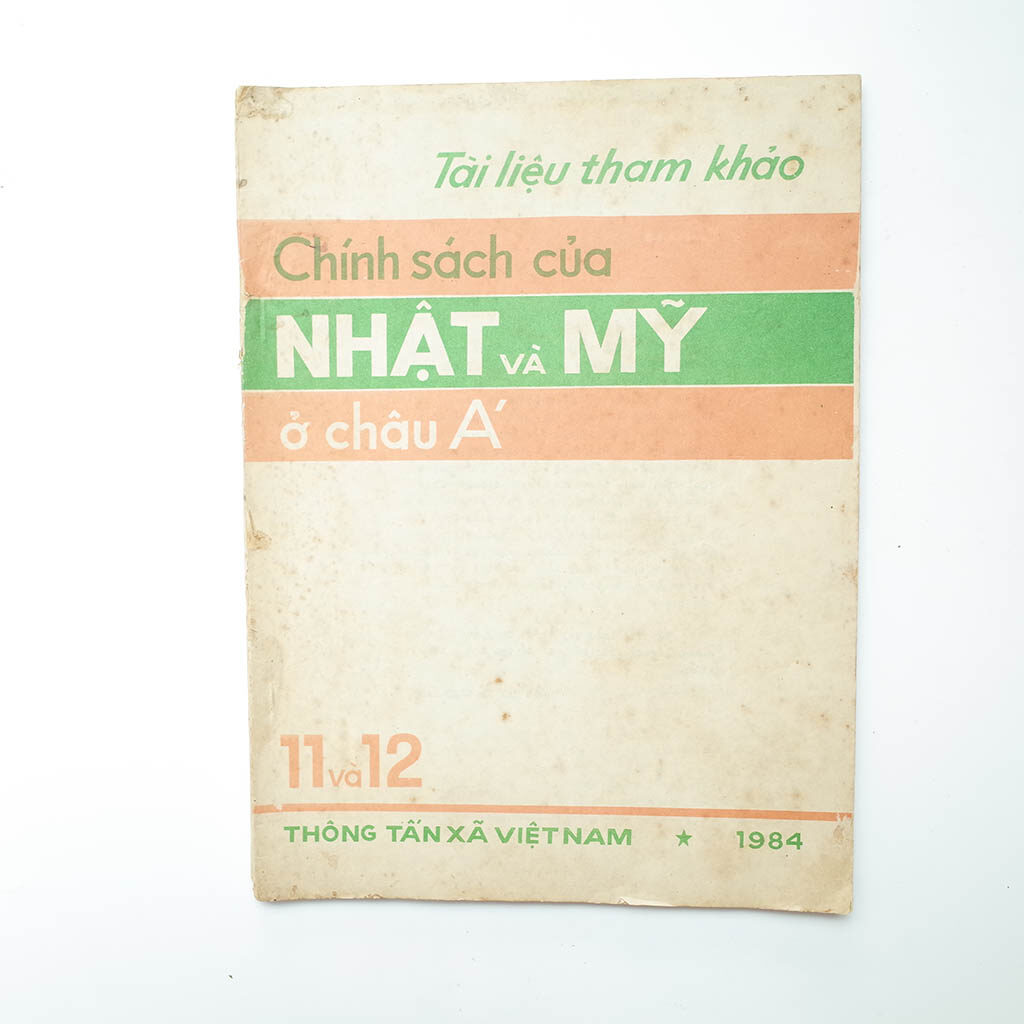 Tài liệu tham khảo
Chính sách của
NHẬT VÀ MỸ
ở châu Á
11 và 12
THÔNG TẤN XÃ VIỆT NAM ★ 1984